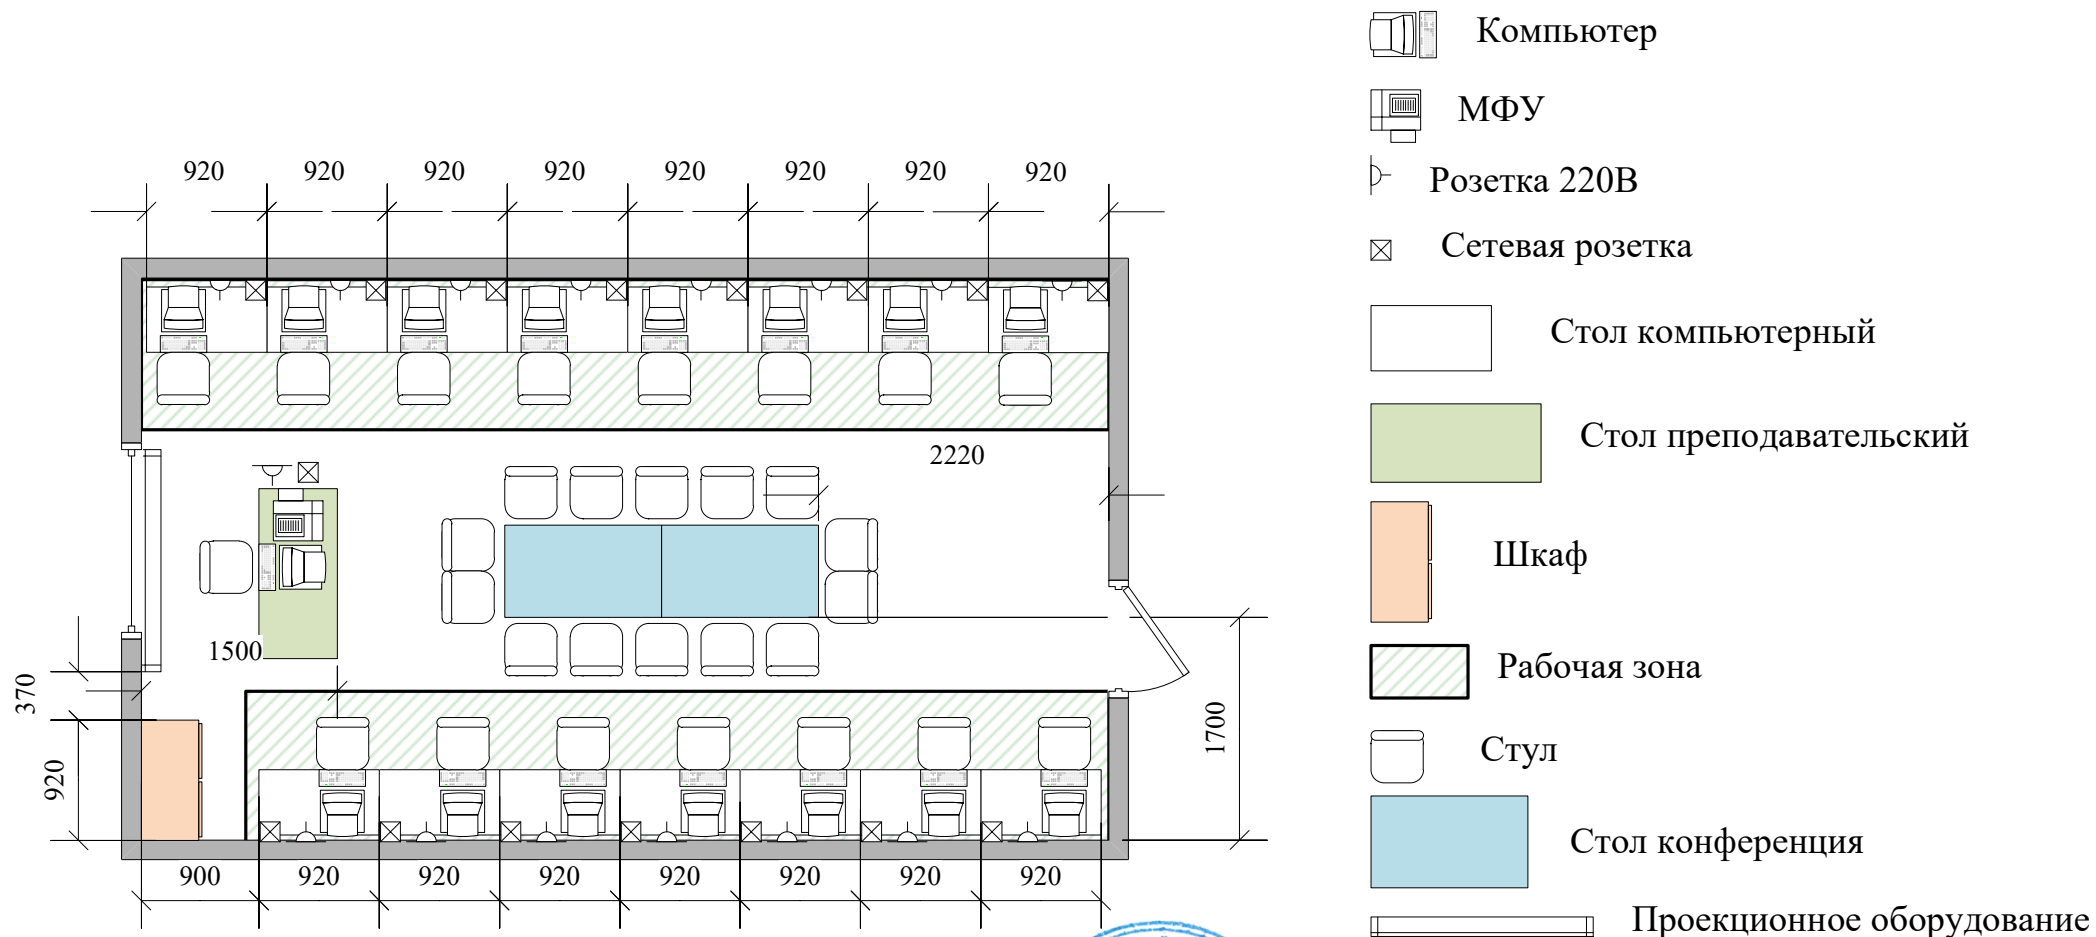 Компьютер
МФУ
Розетка 220В
Сетевая розетка
Стол компьютерный
Стол преподавательский
Шкаф
Рабочая зона
Стул
Стол конференция
Проекционное оборудование
920 920 920 920 920 920 920 920
2220
1500
370
920
1700
900 920 920 920 920 920 920 920